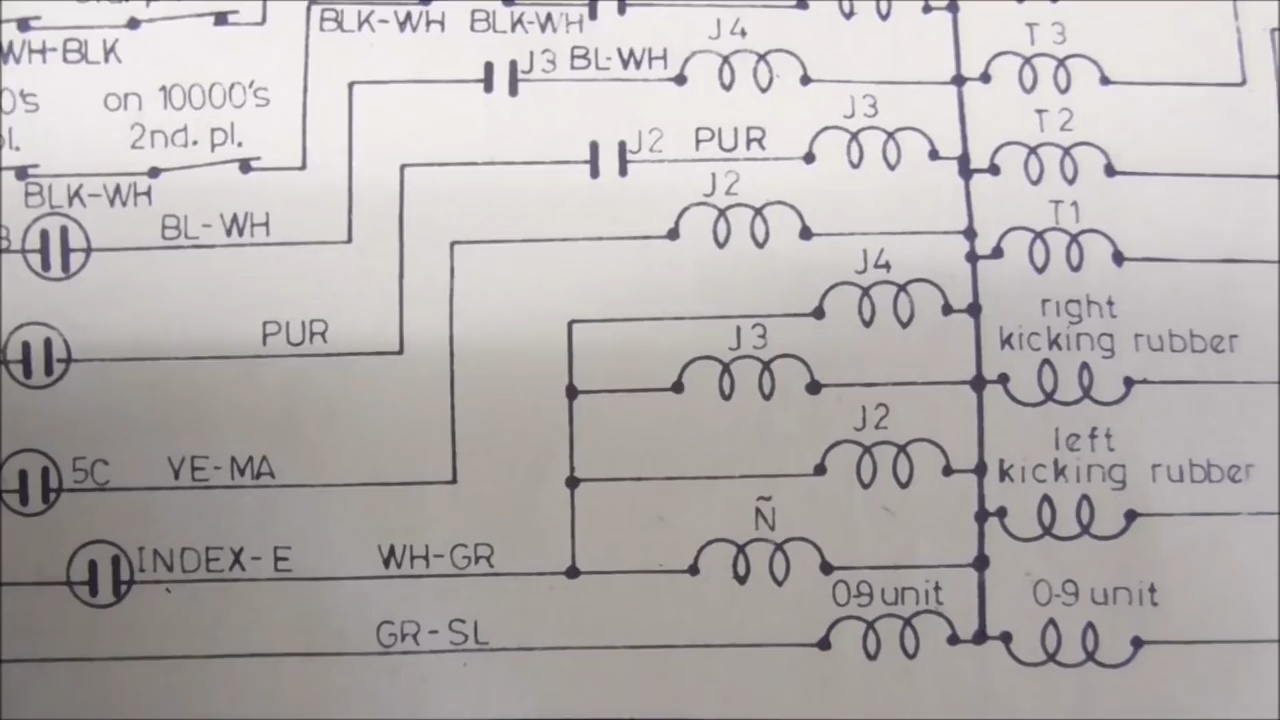 BLK-WH BLK-WH
WH-BLK
J3 BL-WH
J4
T3
0's
on 10000's
2nd. pl.
J2 PUR
J3
T2
BLK-WH
BL-WH
J2
T1
J4
right
kicking rubber
PUR
J3
J2
left
kicking rubber
5C YE-MA
Ñ
INDEX-E WH-GR
0-9 unit
0-9 unit
GR-SL